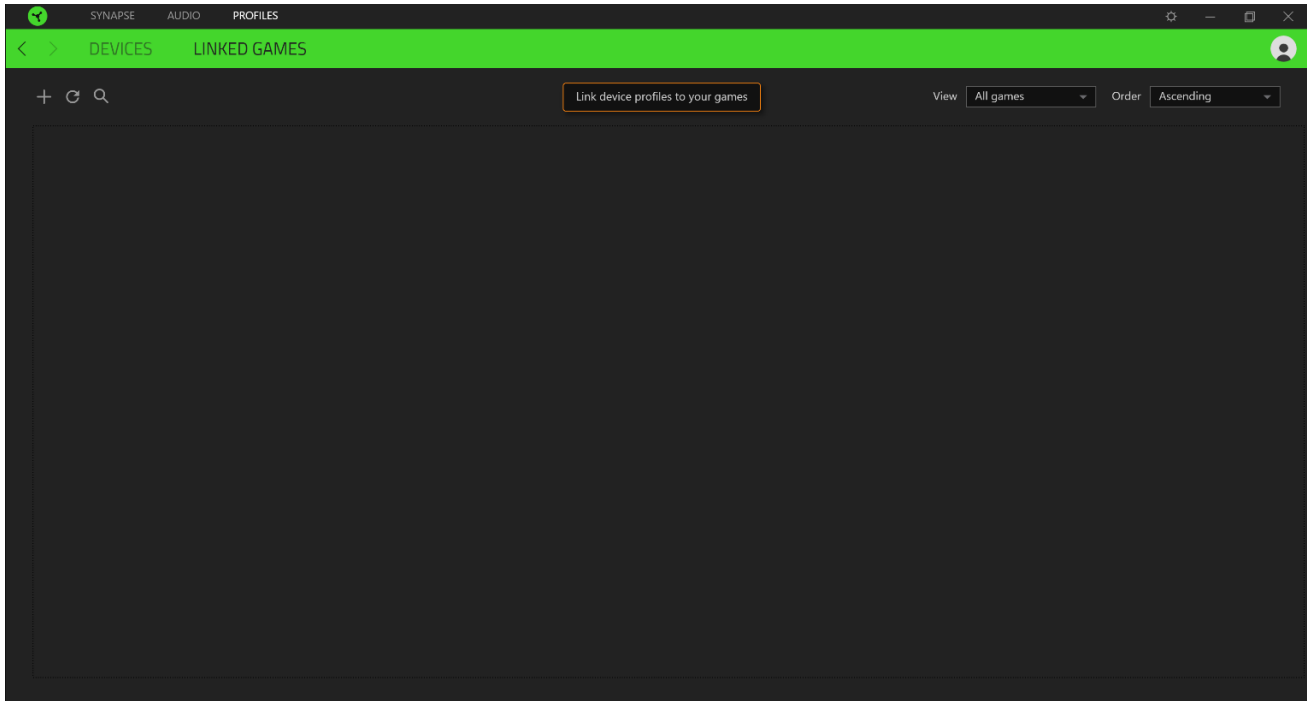 SYNAPSE AUDIO PROFILES
DEVICES LINKED GAMES
Link device profiles to your games View All games Order Ascending